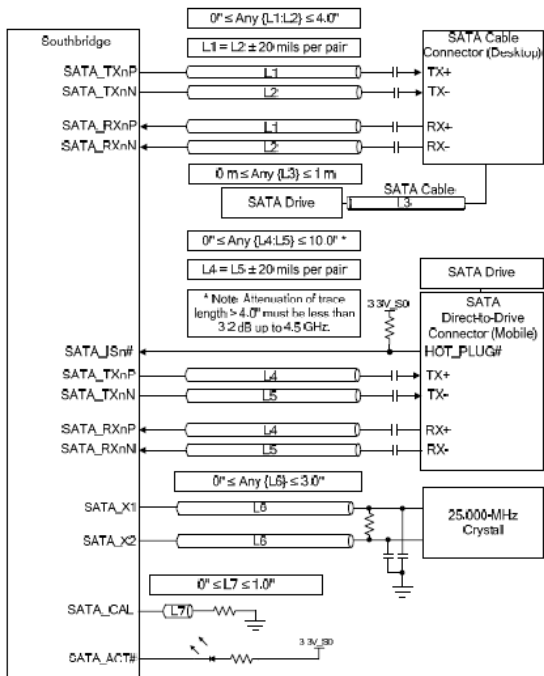 0" ≤ Any {L1:L2} ≤ 4.0"
Southbridge
L1 = L2 ± 20 mils per pair
SATA Cable
Connector (Desktop)
SATA_TXnP
L1
TX+
SATA_TXnN
L2
TX-
SATA_RXnP
L1
RX+
SATA_RXnN
L2
RX-
0 m ≤ Any {L3} ≤ 1 m
SATA Cable
SATA Drive
L3
0" ≤ Any {L4:L5} ≤ 10.0" *
L4 = L5 ± 20 mils per pair
SATA Drive
* Note: Attenuation of trace
length > 4.0" must be less than
3.2 dB up to 4.5 GHz.
3.3V_S0
SATA
Direct-to-Drive
Connector (Mobile)
SATA_ISn#
HOT_PLUG#
SATA_TXnP
L4
TX+
SATA_TXnN
L5
TX-
SATA_RXnP
L4
RX+
SATA_RXnN
L5
RX-
0" ≤ Any {L6} ≤ 3.0"
SATA_X1
L6
25.000-MHz
Crystal
SATA_X2
L6
0" ≤ L7 ≤ 1.0"
SATA_CAL
L7
3.3V_S0
SATA_ACT#